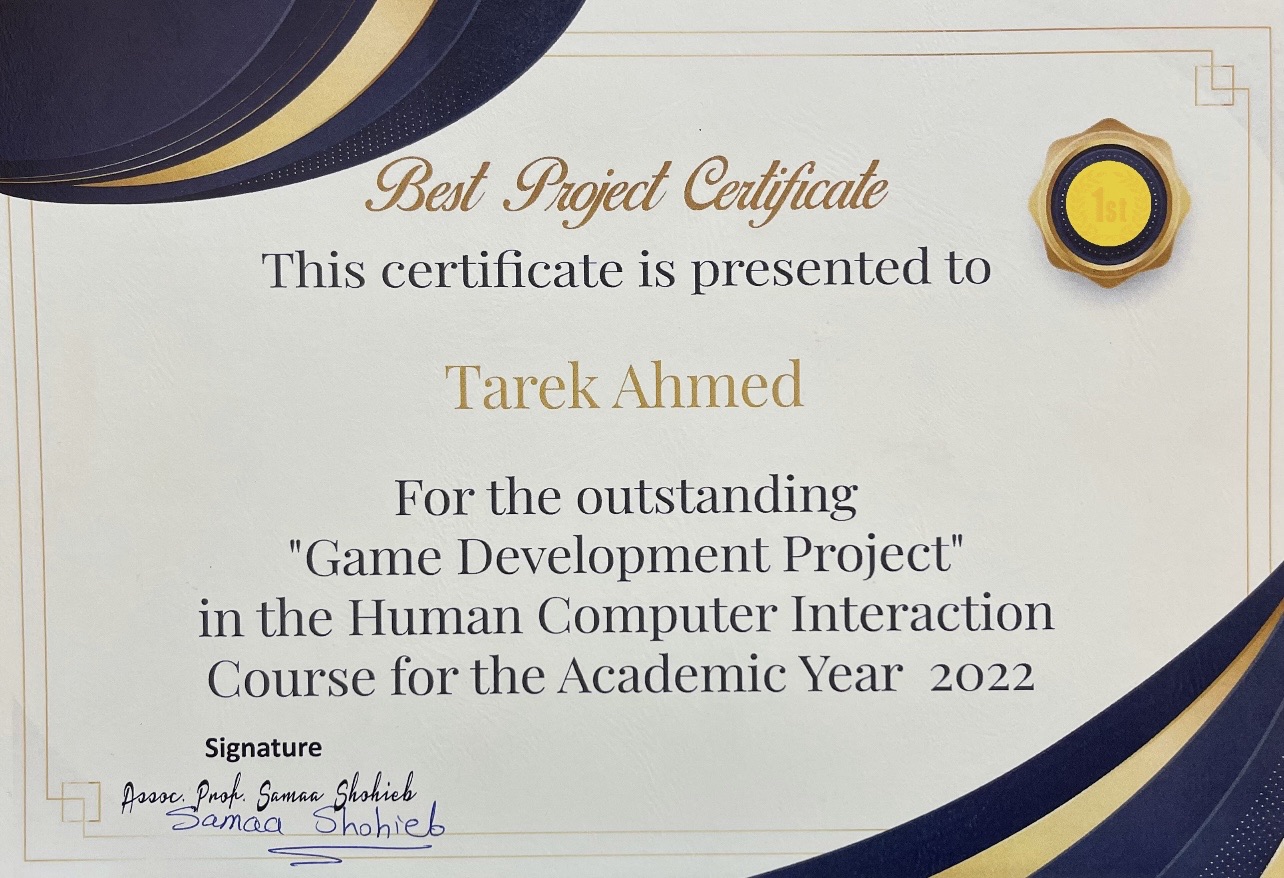 Best Project Certificate
1st
This certificate is presented to
Tarek Ahmed
For the outstanding
"Game Development Project"
in the Human Computer Interaction
Course for the Academic Year 2022
Signature
Assoc. Prof. Samaa Shohieb
Samaa Shohieb